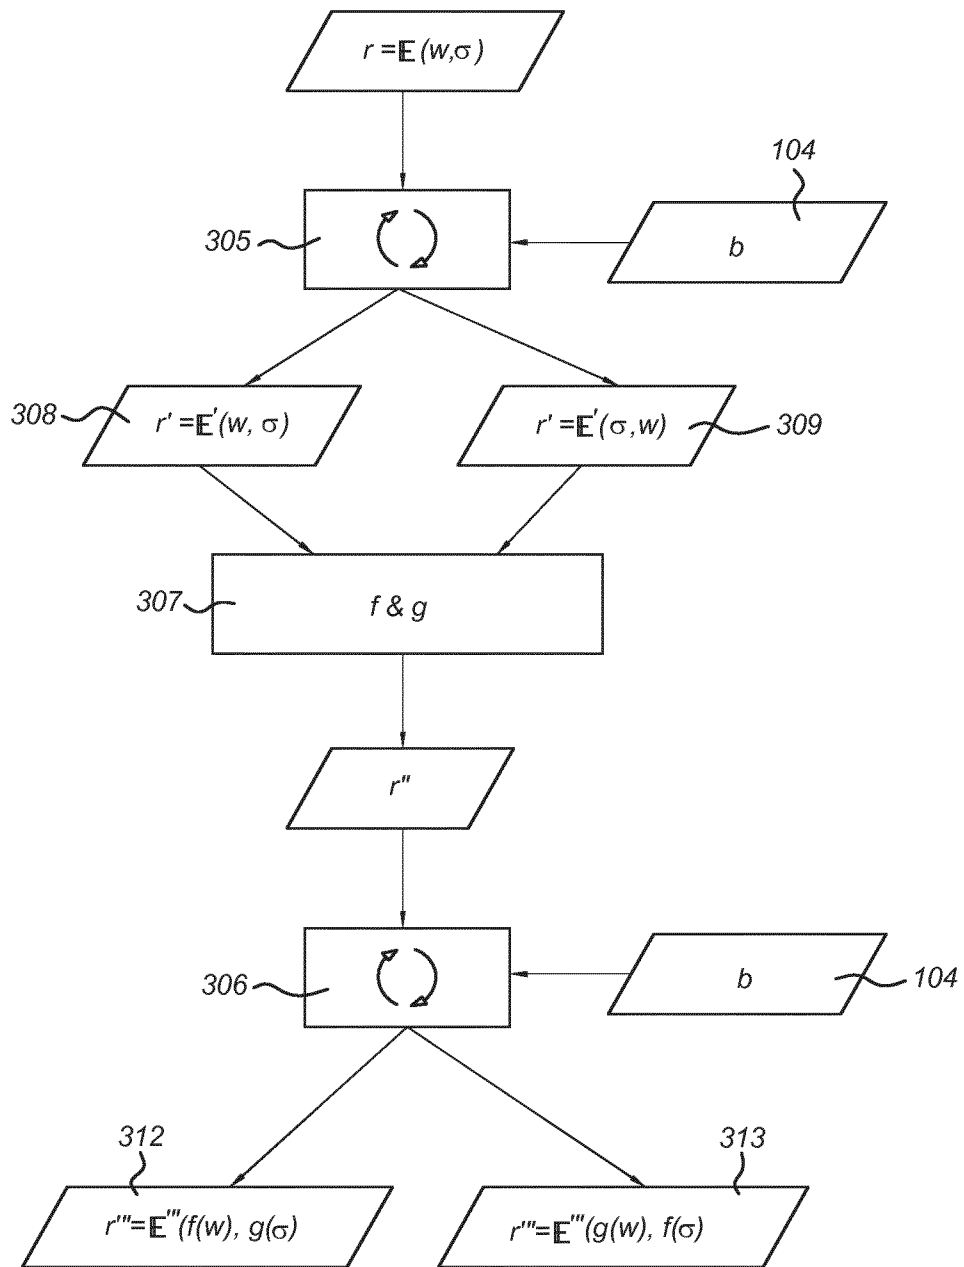 r = 𝔼 (w,σ)
104
305
b
308
r' = 𝔼'(w, σ)
r' = 𝔼'(σ,w)
309
307
f & g
r"
306
b
104
312
313
r''' = 𝔼'''(f(w), g(σ)
r''' = 𝔼'''(g(w), f(σ)